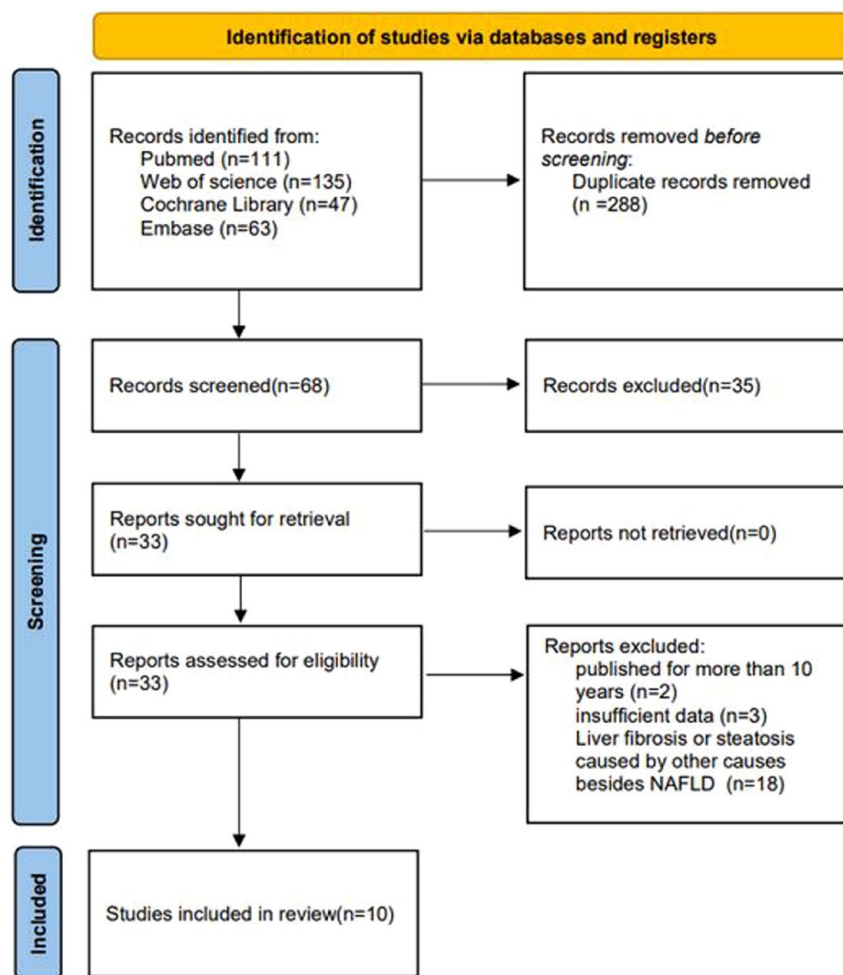 Identification of studies via databases and registers
Identification
Records identified from:
Pubmed (n=111)
Web of science (n=135)
Cochrane Library (n=47)
Embase (n=63)
Records removed before
screening:
Duplicate records removed
(n =288)
Screening
Records screened(n=68)
Records excluded(n=35)
Reports sought for retrieval
(n=33)
Reports not retrieved(n=0)
Reports assessed for eligibility
(n=33)
Reports excluded:
published for more than 10
years (n=2)
insufficient data (n=3)
Liver fibrosis or steatosis
caused by other causes
besides NAFLD (n=18)
Included
Studies included in review(n=10)